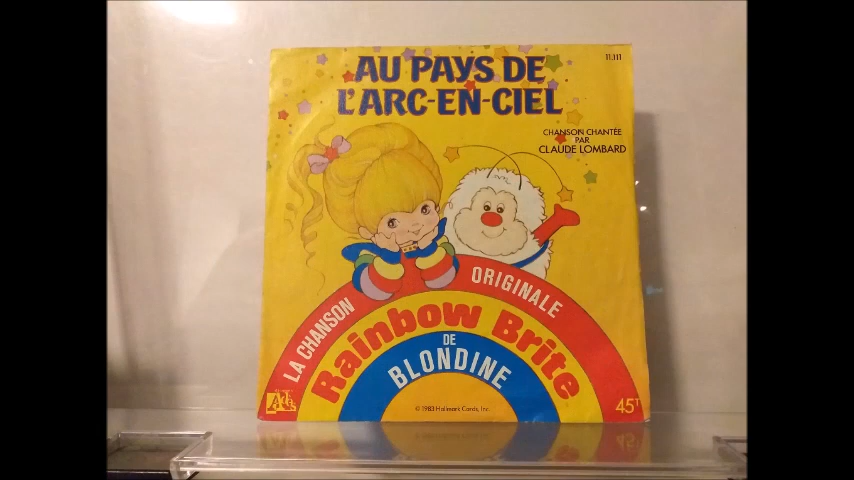 AU PAYS DE
L'ARC-EN-CIEL
11.111
CHANSON CHANTÉE
PAR
CLAUDE LOMBARD
LA CHANSON ORIGINALE
Rainbow Brite
DE
BLONDINE
© 1983 Hallmark Cards, Inc.
45T